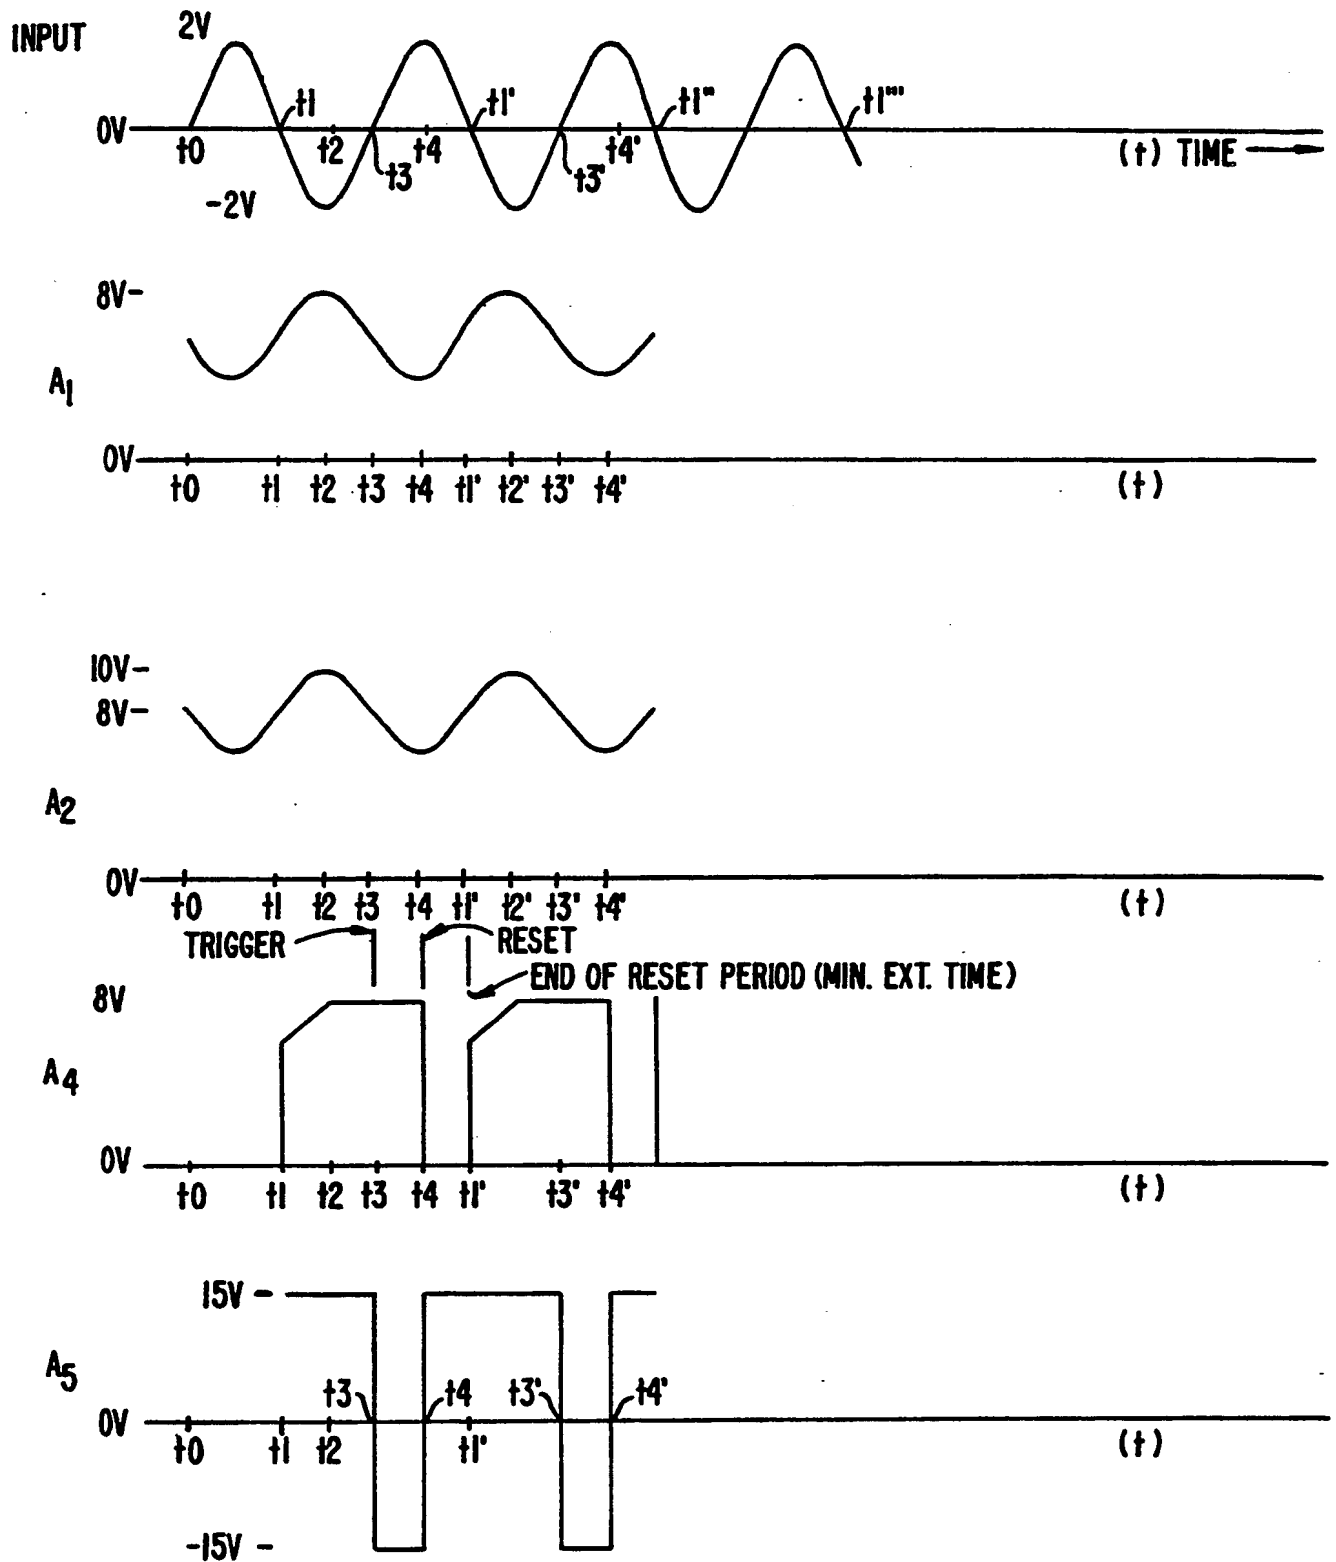 INPUT
2V
t1 t1' t1" t1"'
0V
t0 t2 t4 t4' (t) TIME
t3 t3'
-2V
8V-
A1
0V
t0 t1 t2 t3 t4 t1' t2' t3' t4' (t)
10V-
8V-
A2
0V
t0 t1 t2 t3 t4 t1' t2' t3' t4' (t)
TRIGGER RESET
END OF RESET PERIOD (MIN. EXT. TIME)
8V
A4
0V
t0 t1 t2 t3 t4 t1' t3' t4' (t)
15V -
A5
t3 t4 t3' t4'
0V
t0 t1 t2 t1' (t)
-15V -